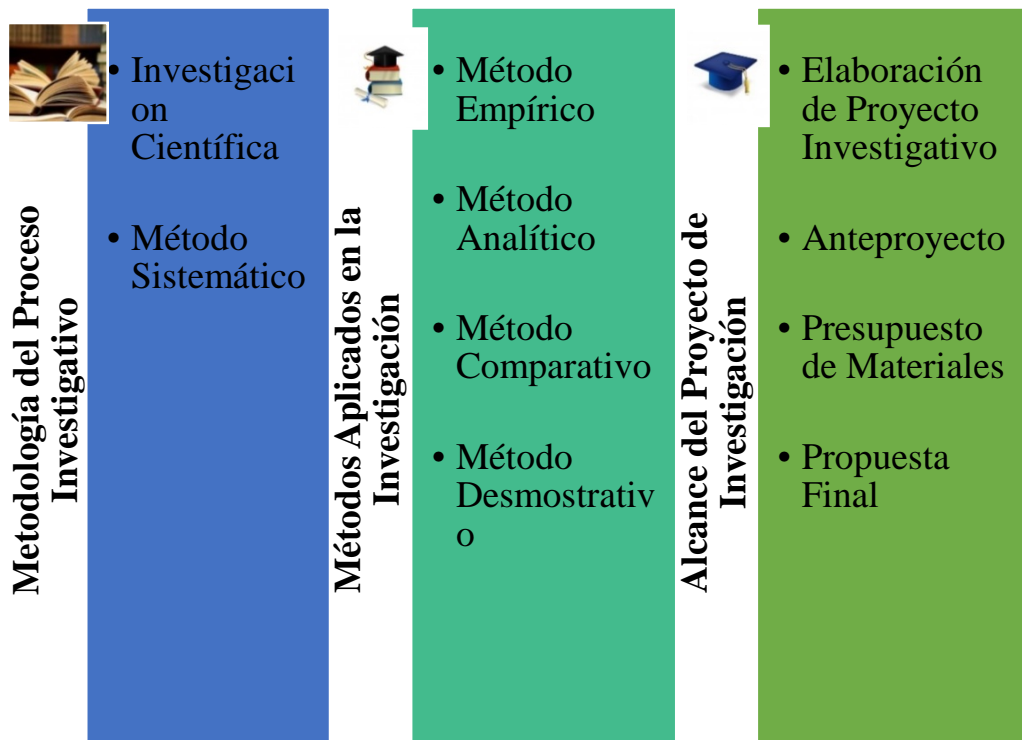 Metodología del Proceso
Investigativo
• Investigaci
on
Científica
• Método
Sistemático
Métodos Aplicados en la
Investigación
• Método
Empírico
• Método
Analítico
• Método
Comparativo
• Método
Desmostrativ
o
Alcance del Proyecto de
Investigación
• Elaboración
de Proyecto
Investigativo
• Anteproyecto
• Presupuesto
de Materiales
• Propuesta
Final